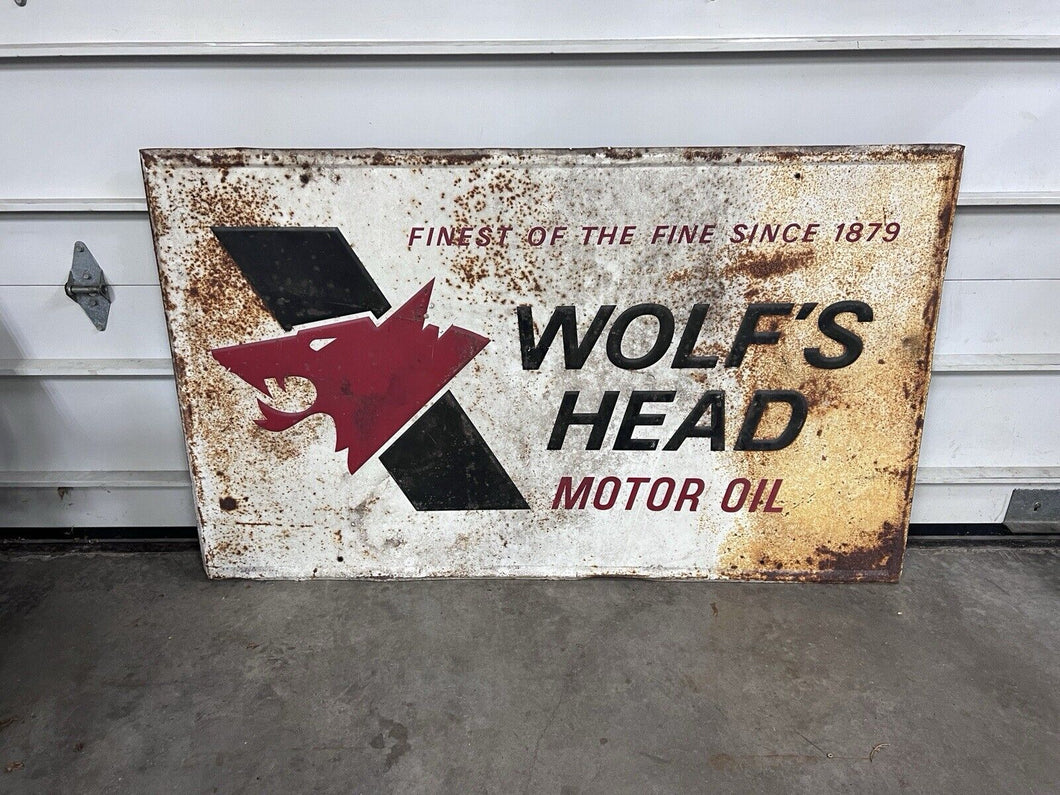 FINEST OF THE FINE SINCE 1879
WOLF'S
HEAD
MOTOR OIL